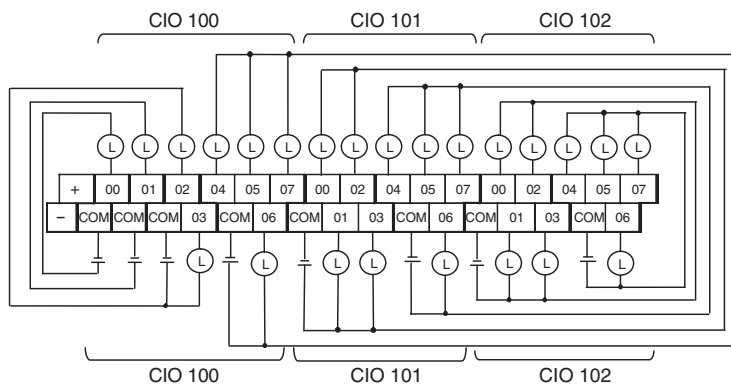 CIO 100 CIO 101 CIO 102
L L L L L L L L L L L L L L L L
+ 00 01 02 04 05 07 00 02 04 05 07 00 02 04 05 07
− COM COM COM 03 COM 06 COM 01 03 COM 06 COM 01 03 COM 06
L L L L L L L L
CIO 100 CIO 101 CIO 102